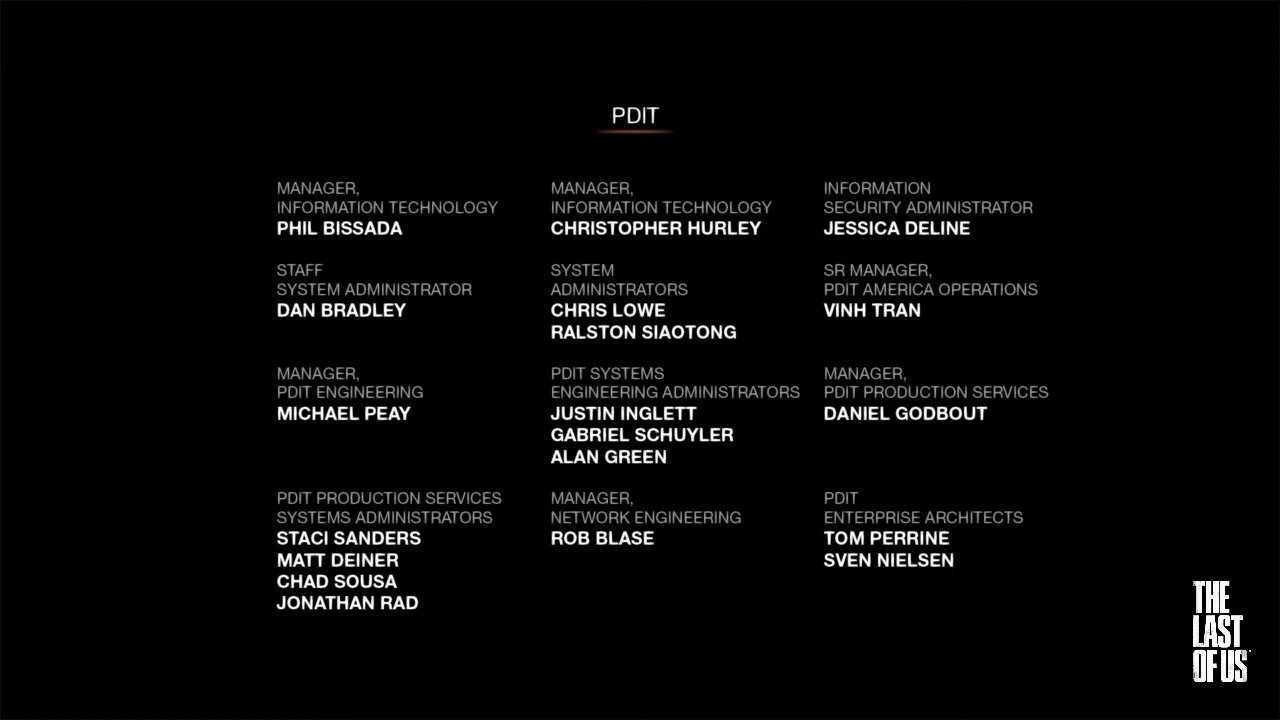 PDIT
MANAGER,
INFORMATION TECHNOLOGY
PHIL BISSADA
MANAGER,
INFORMATION TECHNOLOGY
CHRISTOPHER HURLEY
INFORMATION
SECURITY ADMINISTRATOR
JESSICA DELINE
STAFF
SYSTEM ADMINISTRATOR
DAN BRADLEY
SYSTEM
ADMINISTRATORS
CHRIS LOWE
RALSTON SIAOTONG
SR MANAGER,
PDIT AMERICA OPERATIONS
VINH TRAN
MANAGER,
PDIT ENGINEERING
MICHAEL PEAY
PDIT SYSTEMS
ENGINEERING ADMINISTRATORS
JUSTIN INGLETT
GABRIEL SCHUYLER
ALAN GREEN
MANAGER,
PDIT PRODUCTION SERVICES
DANIEL GODBOUT
PDIT PRODUCTION SERVICES
SYSTEMS ADMINISTRATORS
STACI SANDERS
MATT DEINER
CHAD SOUSA
JONATHAN RAD
MANAGER,
NETWORK ENGINEERING
ROB BLASE
PDIT
ENTERPRISE ARCHITECTS
TOM PERRINE
SVEN NIELSEN
THE
LAST
OF US